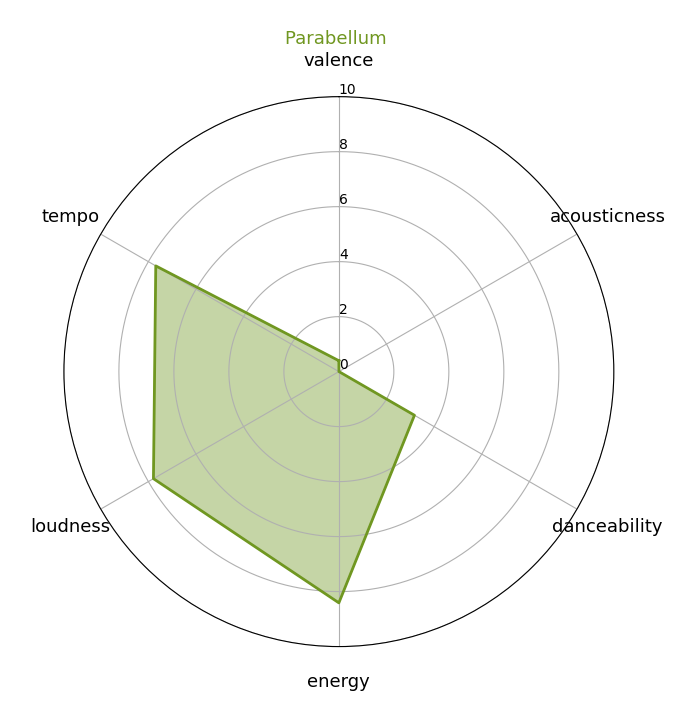 Parabellum
valence
10
8
6
4
2
0
tempo
acousticness
loudness
danceability
energy